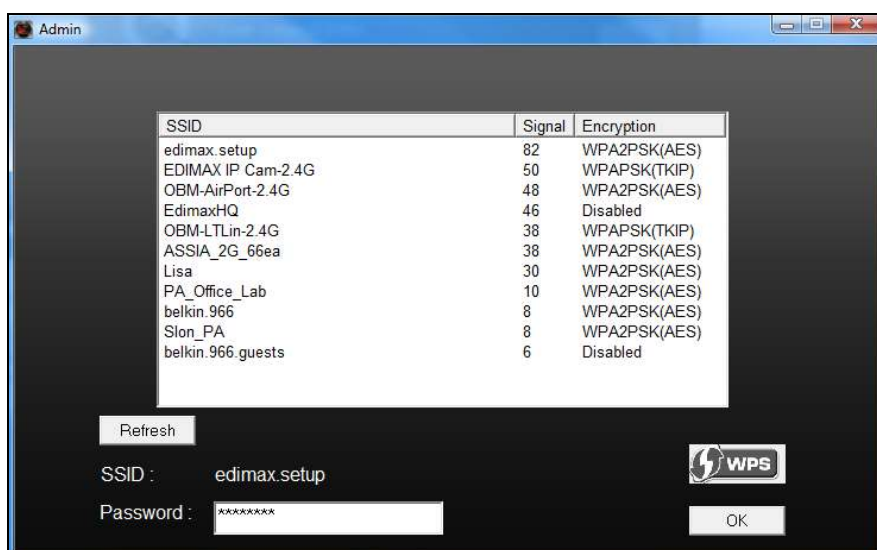 Admin
SSID Signal Encryption
edimax.setup 82 WPA2PSK(AES)
EDIMAX IP Cam-2.4G 50 WPAPSK(TKIP)
OBM-AirPort-2.4G 48 WPA2PSK(AES)
EdimaxHQ 46 Disabled
OBM-LTLin-2.4G 38 WPAPSK(TKIP)
ASSIA_2G_66ea 38 WPA2PSK(AES)
Lisa 30 WPA2PSK(AES)
PA_Office_Lab 10 WPA2PSK(AES)
belkin.966 8 WPA2PSK(AES)
Slon_PA 8 WPA2PSK(AES)
belkin.966.guests 6 Disabled
Refresh
SSID : edimax.setup
WPS
Password : ********
OK